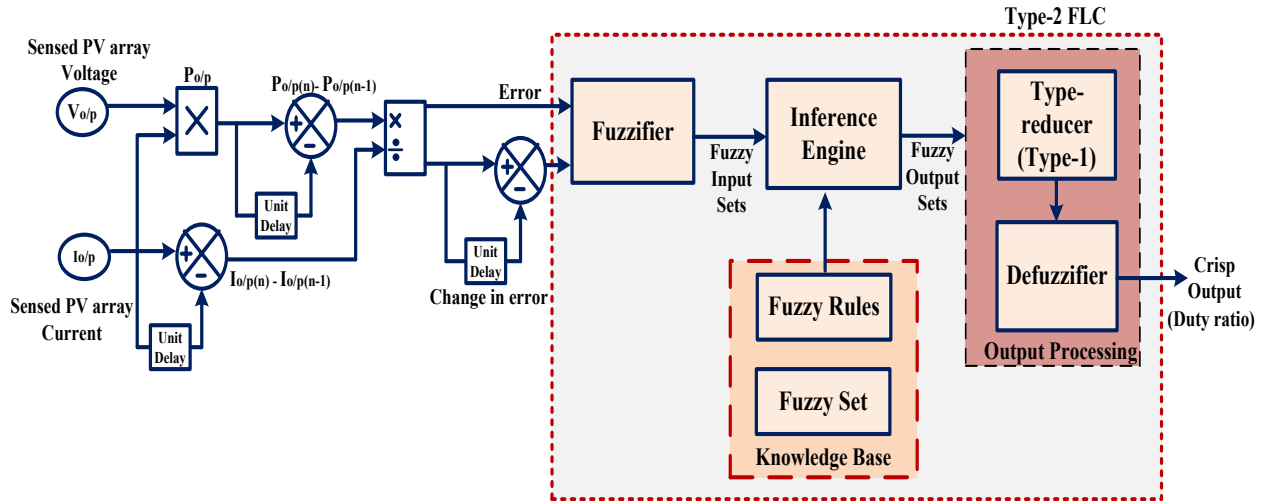 Type-2 FLC
Sensed PV array
Voltage
Vo/p
Po/p
×
Po/p(n)- Po/p(n-1)
+
-
Unit
Delay
×
÷
Error
+
-
Unit
Delay
Change in error
Io/p
Sensed PV array
Current
+
-
Io/p(n) - Io/p(n-1)
Unit
Delay
Fuzzifier
Fuzzy
Input
Sets
Inference
Engine
Fuzzy
Output
Sets
Fuzzy Rules
Fuzzy Set
Knowledge Base
Type-
reducer
(Type-1)
Defuzzifier
Output Processing
Crisp
Output
(Duty ratio)